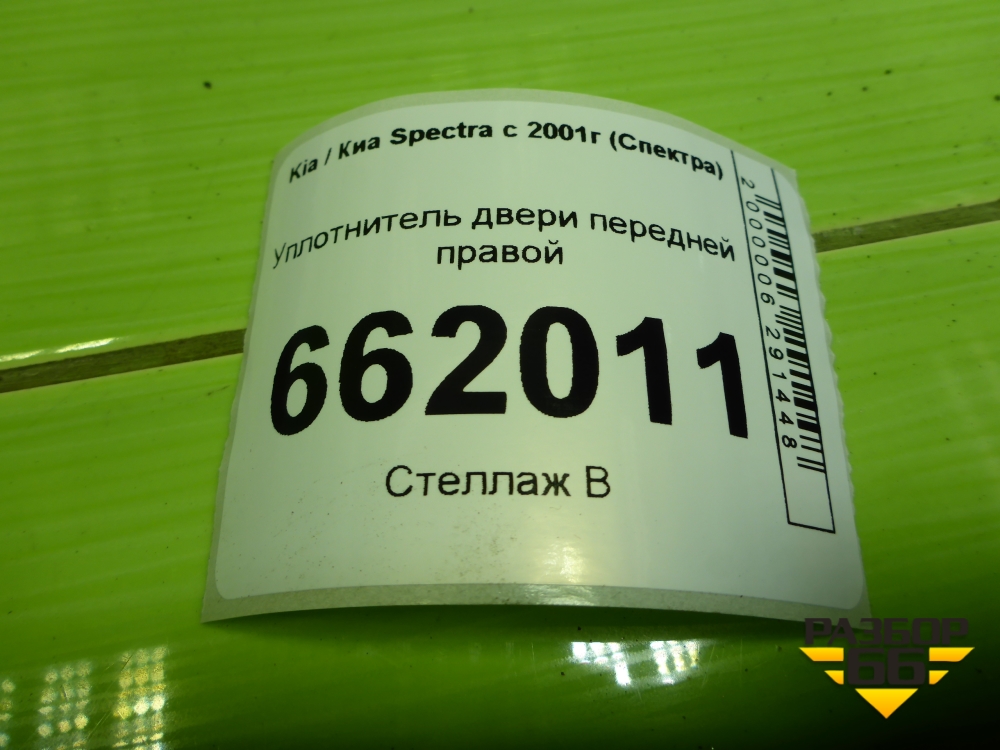 Kia / Киа Spectra с 2001г (Спектра)
Уплотнитель двери передней
правой
662011
Стеллаж В
2000006291448
РАЗБОР
66